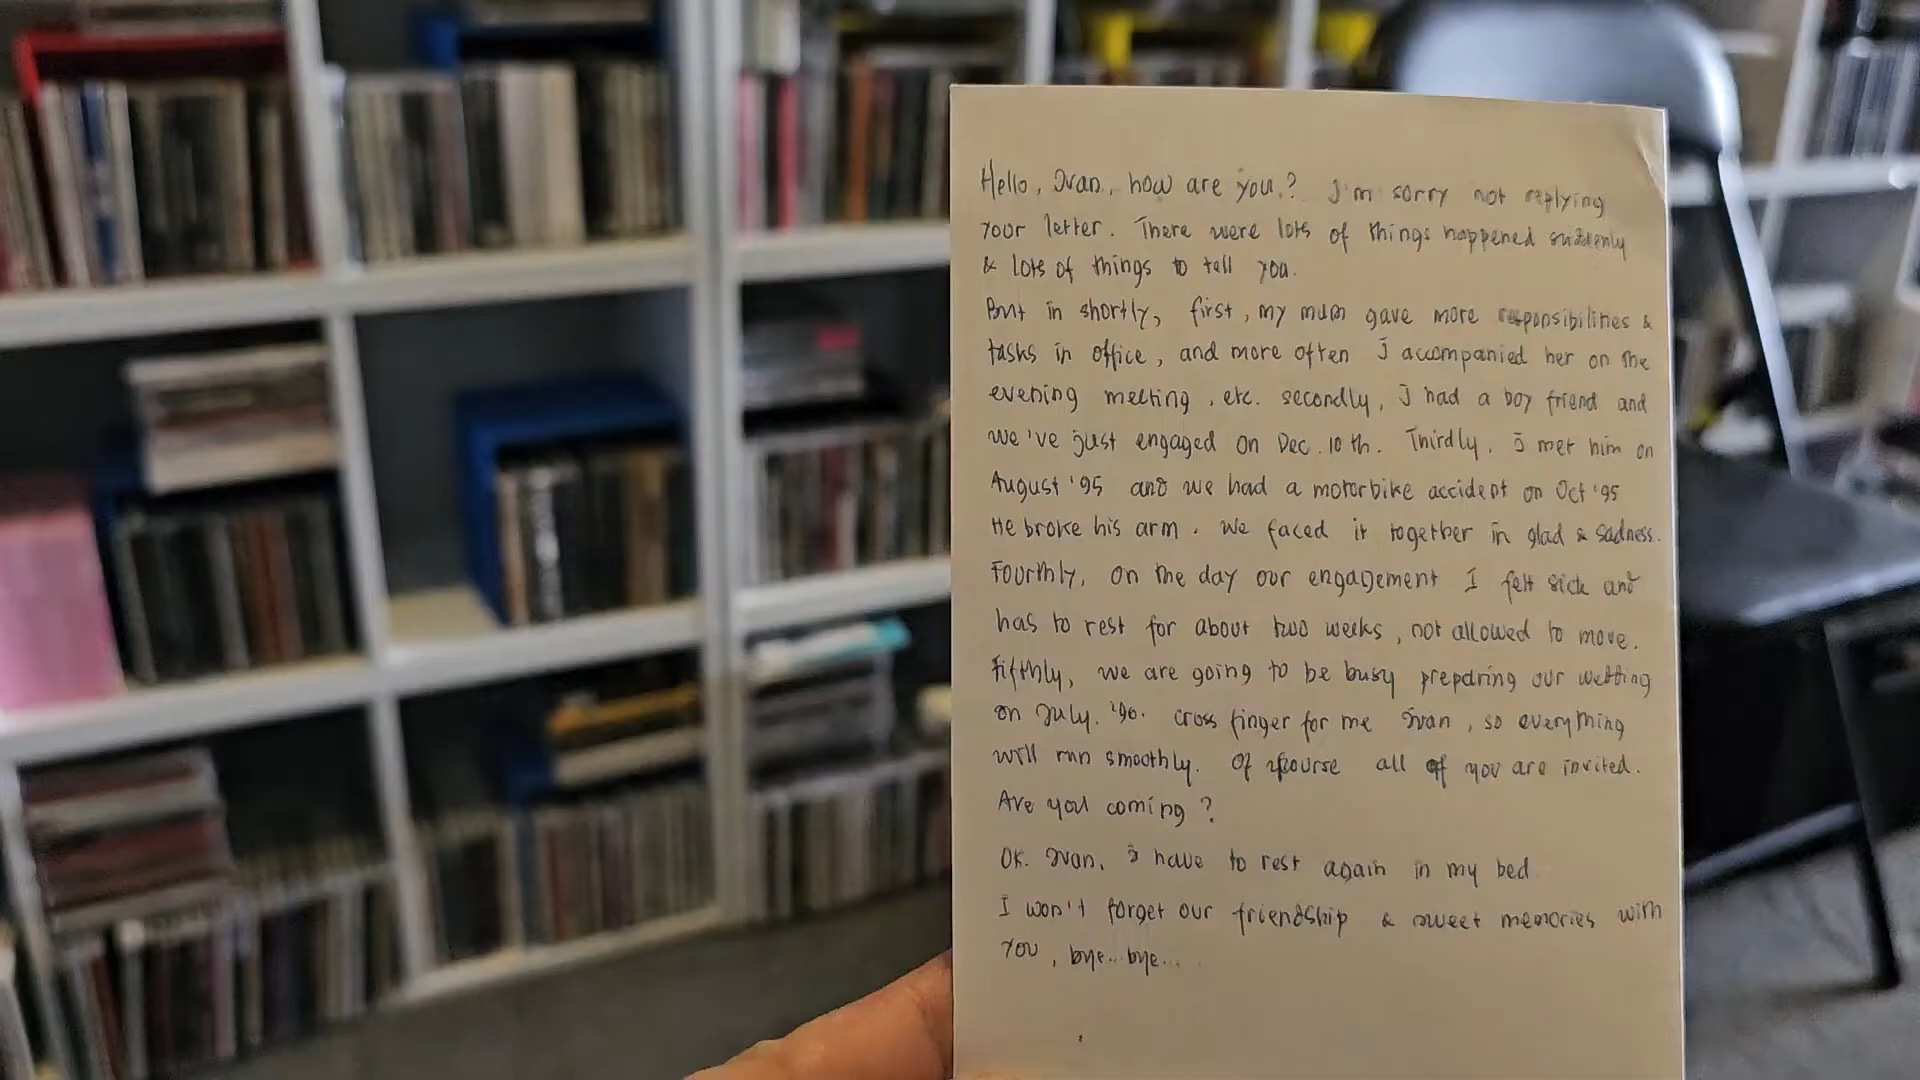 Hello, Ivan, how are you.? I'm sorry not replying
your letter. There were lots of things happened suddenly
& lots of things to tell you.
But in shortly, first, my mum gave more responsibilines &
tasks in office, and more often I accompanied her on the
evening meeting, etc. secondly, I had a boy friend and
we've just engaged on Dec. 10 th. Thirdly, I met him on
August '95 and we had a motorbike accident on Oct '95
He broke his arm. We faced it together in glad & sadness.
Fourthly, on the day our engagement I felt sick and
has to rest for about two weeks, not allowed to move.
Fifthly, we are going to be busy preparing our wedding
on July. '96. cross finger for me Ivan, so everything
will run smoothly. Of course all of you are invited.
Are you coming?
OK. Ivan, I have to rest again in my bed
I won't forget our friendship & sweet memories with
you, bye...bye...